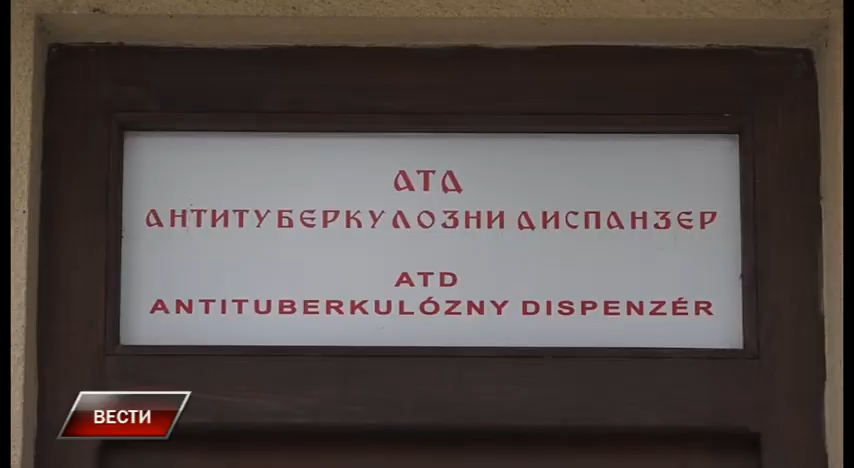 АТД
АНТИТУБЕРКУЛОЗНИ ДИСПАНЗЕР
ATD
ANTITUBERKULÓZNY DISPENZÉR
ВЕСТИ